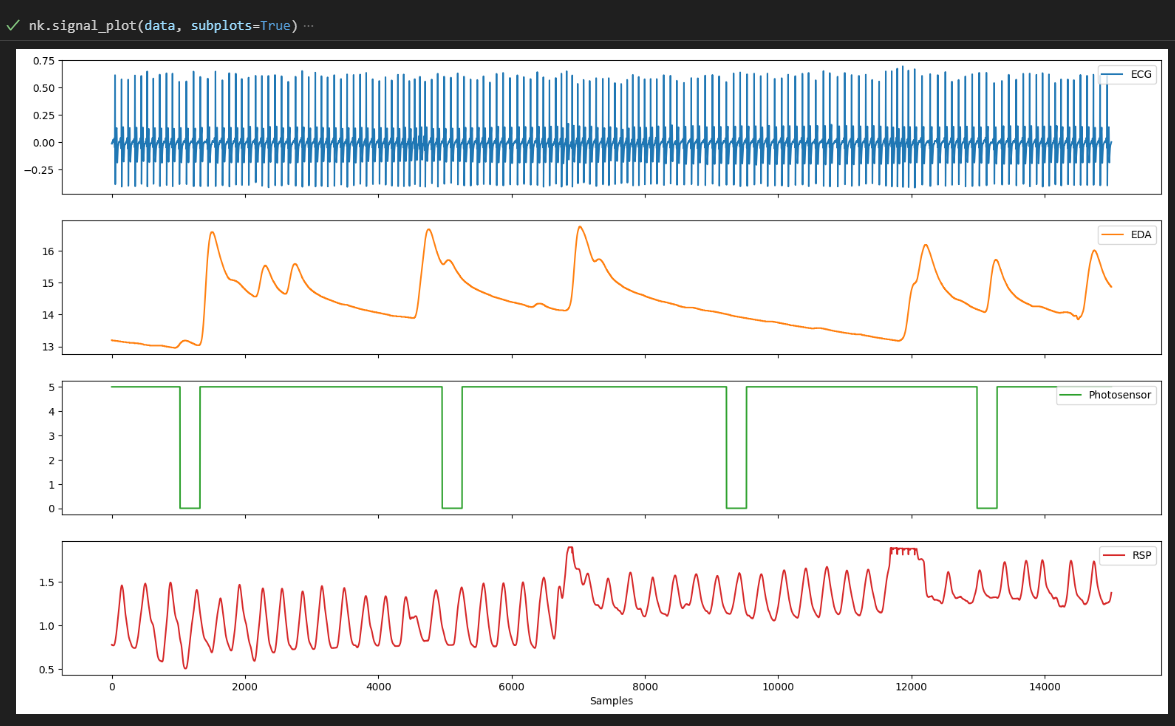 nk.signal_plot(data, subplots=True) ...
0.75
0.50
0.25
0.00
−0.25
ECG
16
15
14
13
EDA
5
4
3
2
1
0
Photosensor
1.5
1.0
0.5
RSP
0 2000 4000 6000 8000 10000 12000 14000
Samples